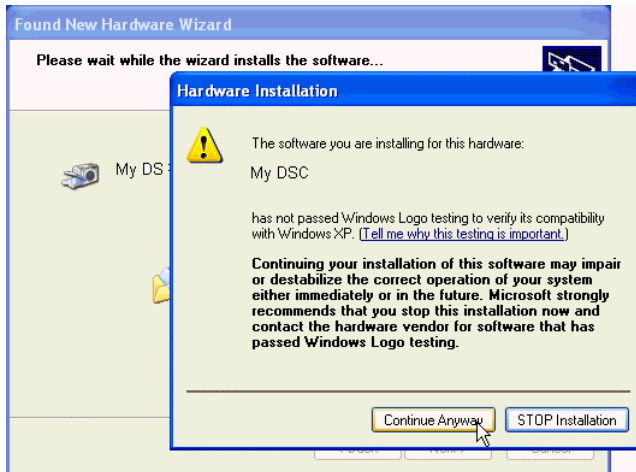 Found New Hardware Wizard
Please wait while the wizard installs the software...
Hardware Installation
My DS
The software you are installing for this hardware:
My DSC
has not passed Windows Logo testing to verify its compatibility
with Windows XP. (Tell me why this testing is important.)
Continuing your installation of this software may impair
or destabilize the correct operation of your system
either immediately or in the future. Microsoft strongly
recommends that you stop this installation now and
contact the hardware vendor for software that has
passed Windows Logo testing.
Continue Anyway
STOP Installation